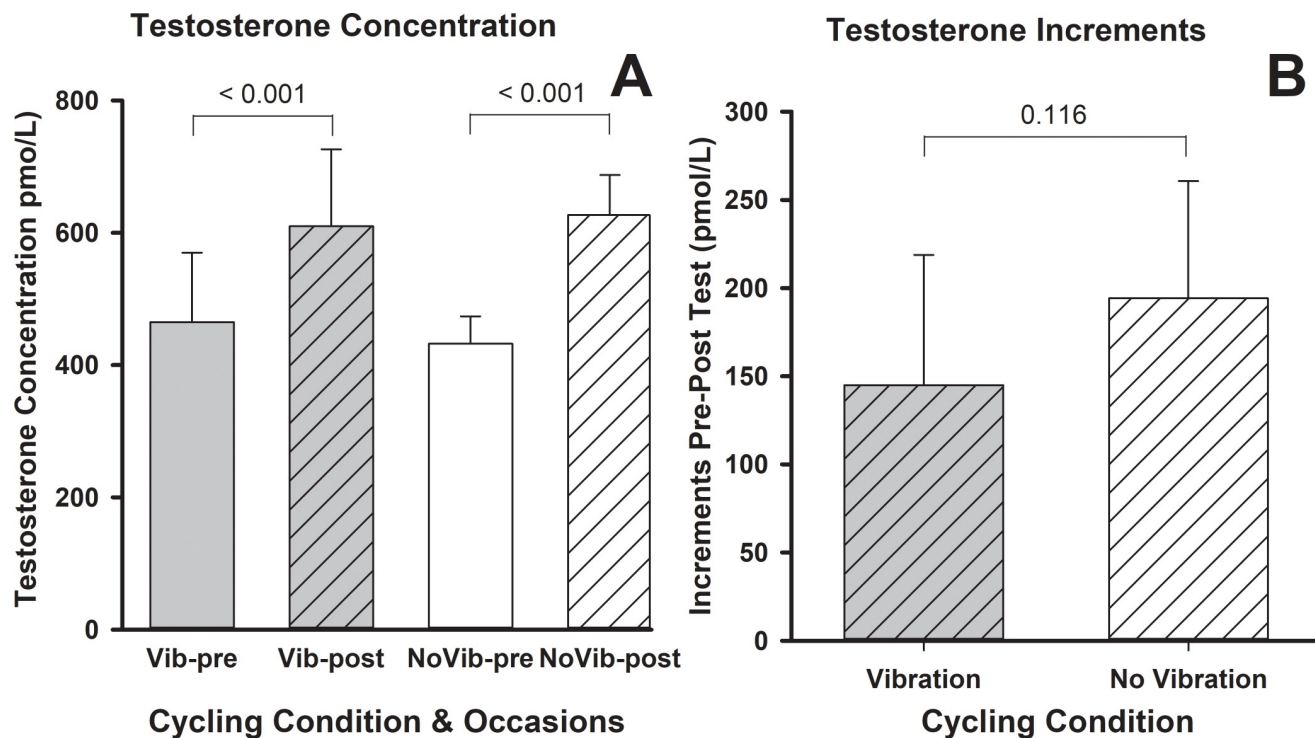 Testosterone Concentration
A
Testosterone Concentration pmo/L)
800
600
400
200
0
< 0.001
< 0.001
Vib-pre
Vib-post
NoVib-pre
NoVib-post
Cycling Condition & Occasions
Testosterone Increments
B
Increments Pre-Post Test (pmol/L)
300
250
200
150
100
50
0
0.116
Vibration
No Vibration
Cycling Condition